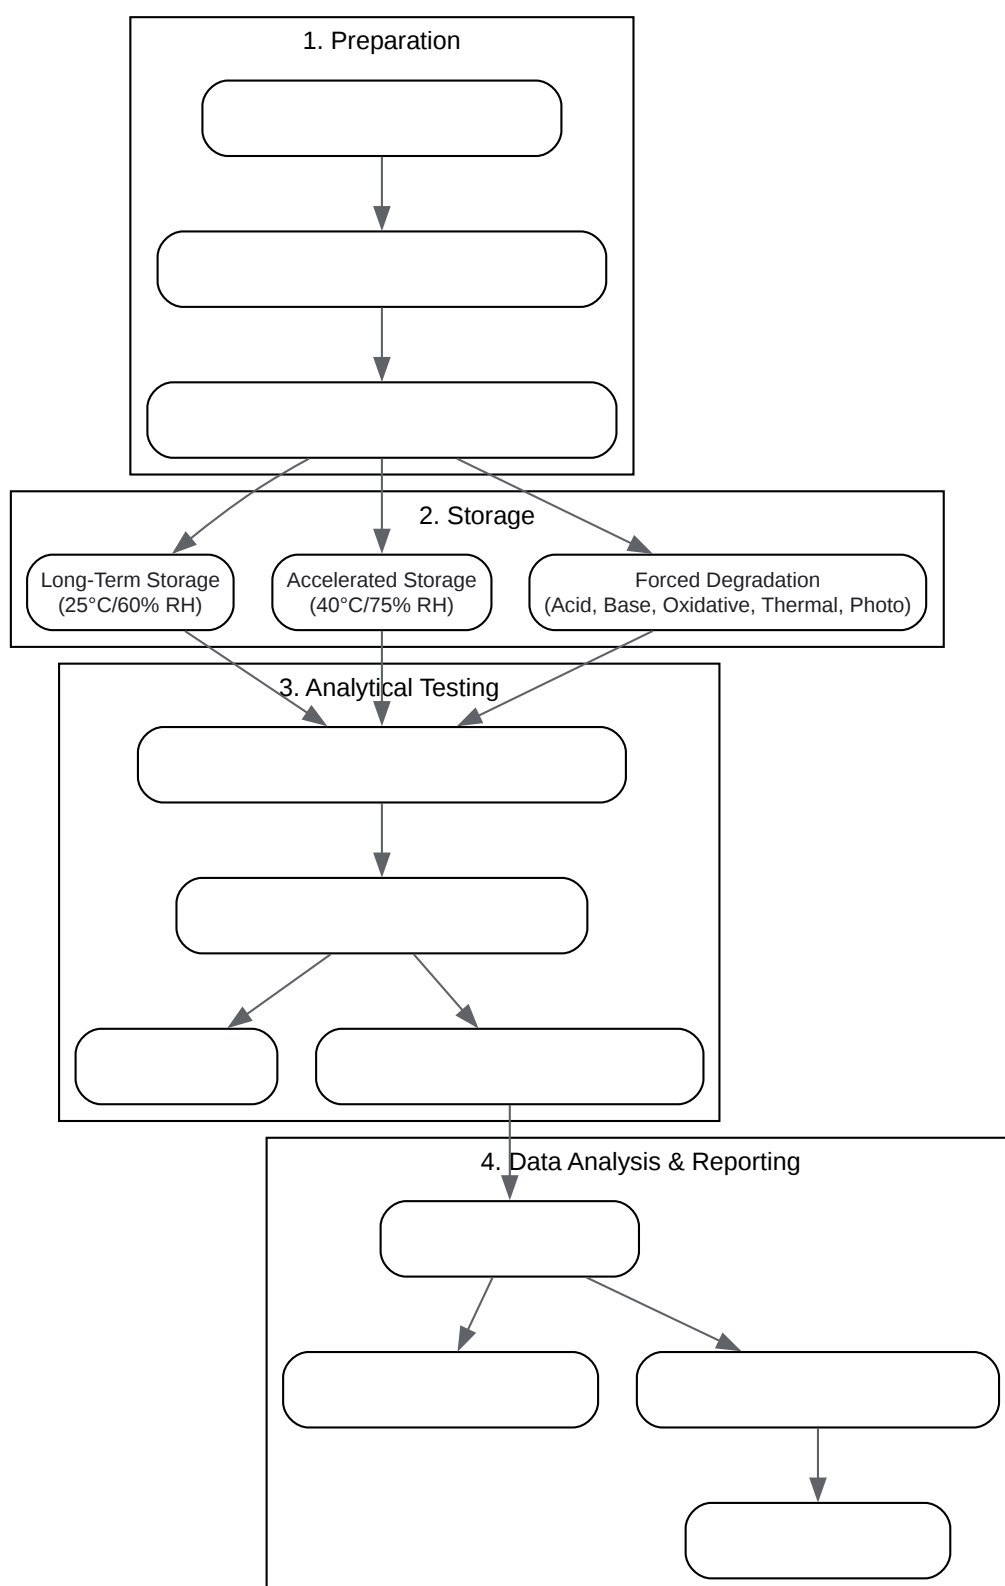 1. Preparation
2. Storage
Long-Term Storage
(25°C/60% RH)
Accelerated Storage
(40°C/75% RH)
Forced Degradation
(Acid, Base, Oxidative, Thermal, Photo)
3. Analytical Testing
4. Data Analysis & Reporting